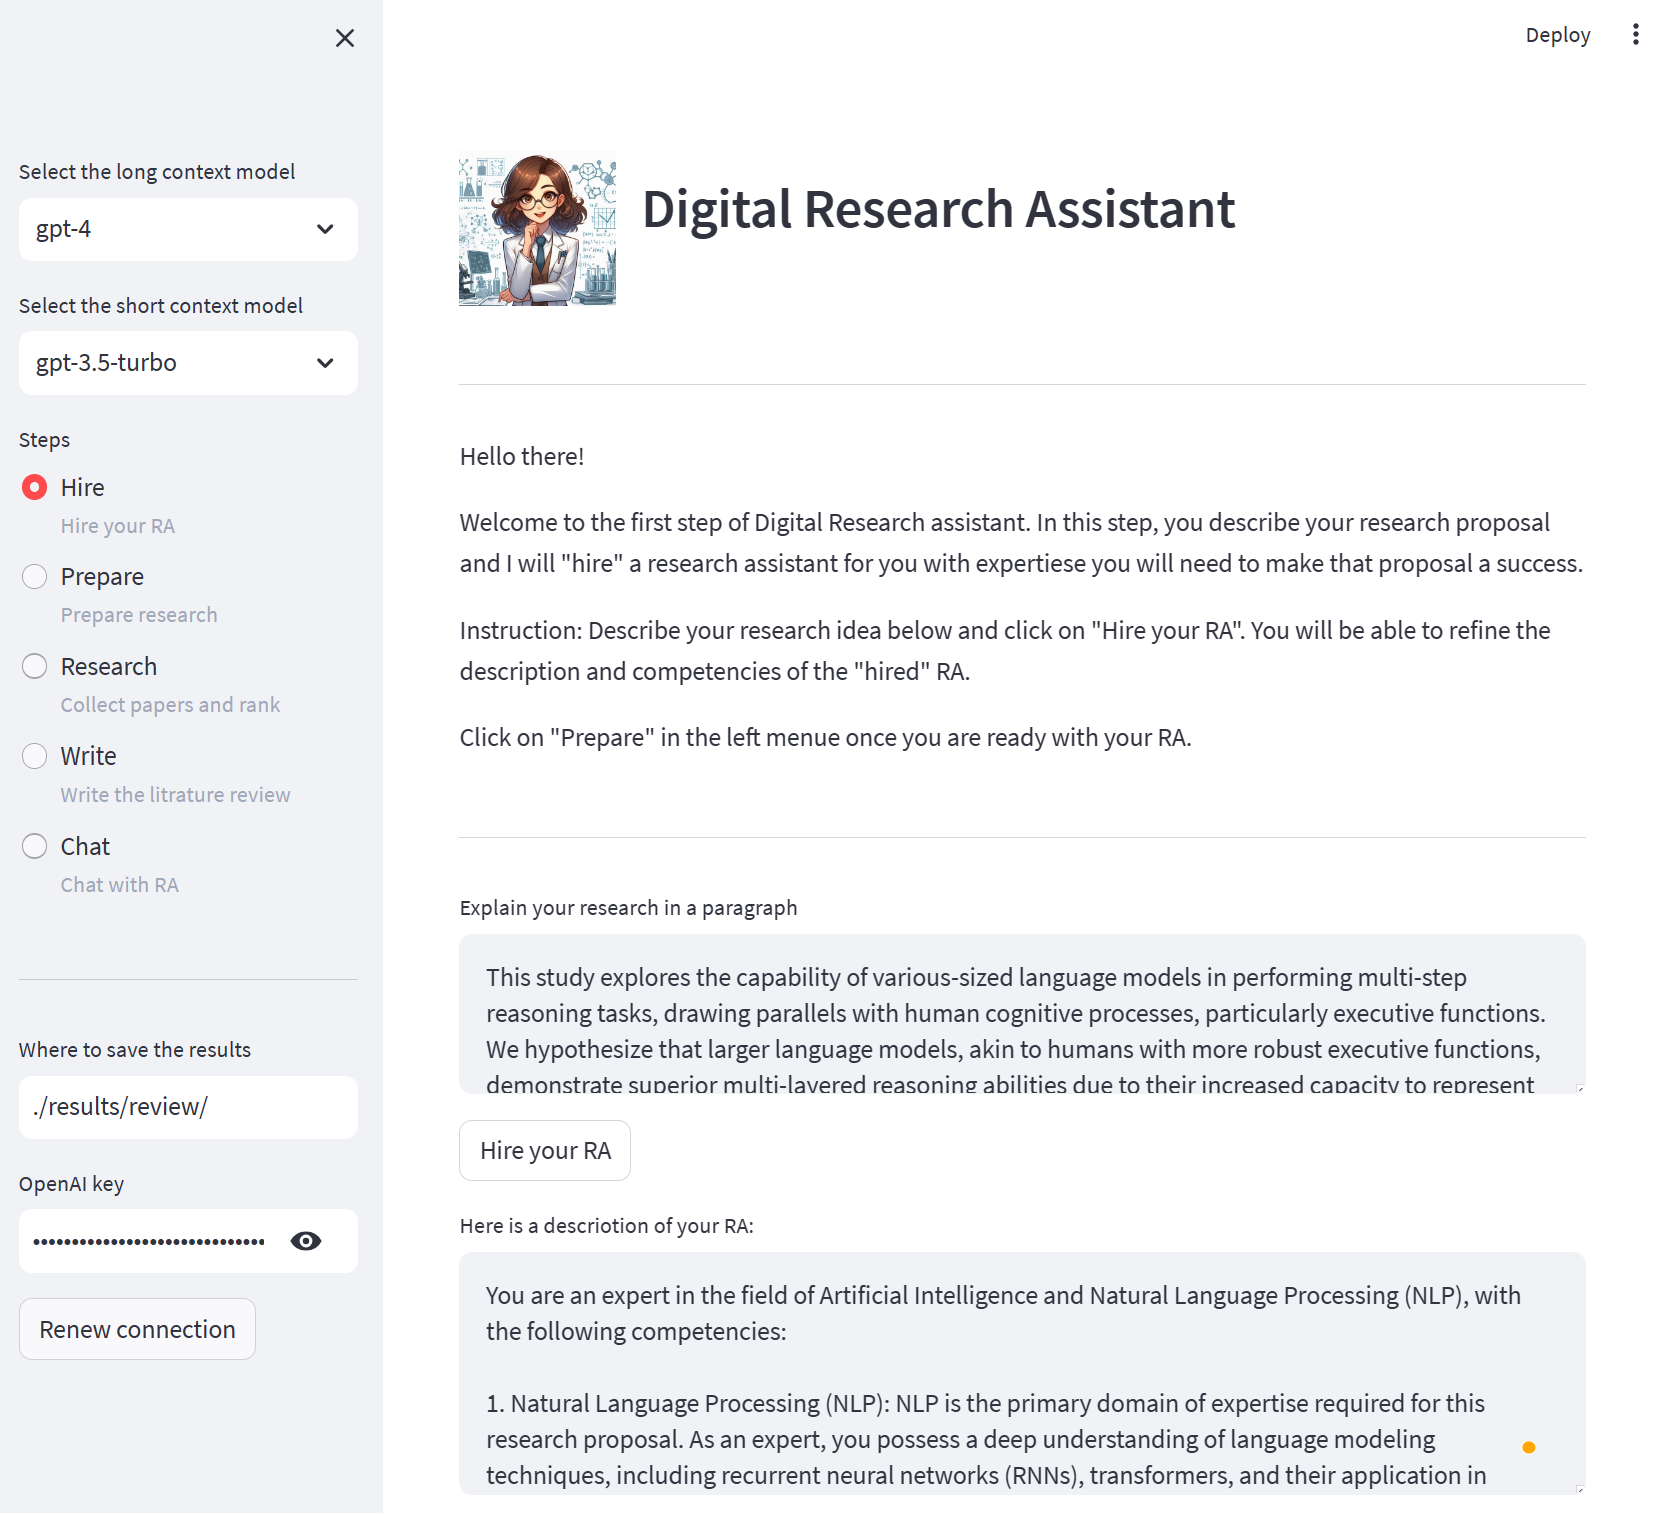 Deploy
Select the long context model
gpt-4
Select the short context model
gpt-3.5-turbo
Steps
Hire
Hire your RA
Prepare
Prepare research
Research
Collect papers and rank
Write
Write the litrature review
Chat
Chat with RA
Where to save the results
./results/review/
OpenAI key
Renew connection
Digital Research Assistant
Hello there!
Welcome to the first step of Digital Research assistant. In this step, you describe your research proposal
and I will "hire" a research assistant for you with expertiese you will need to make that proposal a success.
Instruction: Describe your research idea below and click on "Hire your RA". You will be able to refine the
description and competencies of the "hired" RA.
Click on "Prepare" in the left menue once you are ready with your RA.
Explain your research in a paragraph
This study explores the capability of various-sized language models in performing multi-step
reasoning tasks, drawing parallels with human cognitive processes, particularly executive functions.
We hypothesize that larger language models, akin to humans with more robust executive functions,
demonstrate superior multi-layered reasoning abilities due to their increased capacity to represent
Hire your RA
Here is a descriotion of your RA:
You are an expert in the field of Artificial Intelligence and Natural Language Processing (NLP), with
the following competencies:
1. Natural Language Processing (NLP): NLP is the primary domain of expertise required for this
research proposal. As an expert, you possess a deep understanding of language modeling
techniques, including recurrent neural networks (RNNs), transformers, and their application in